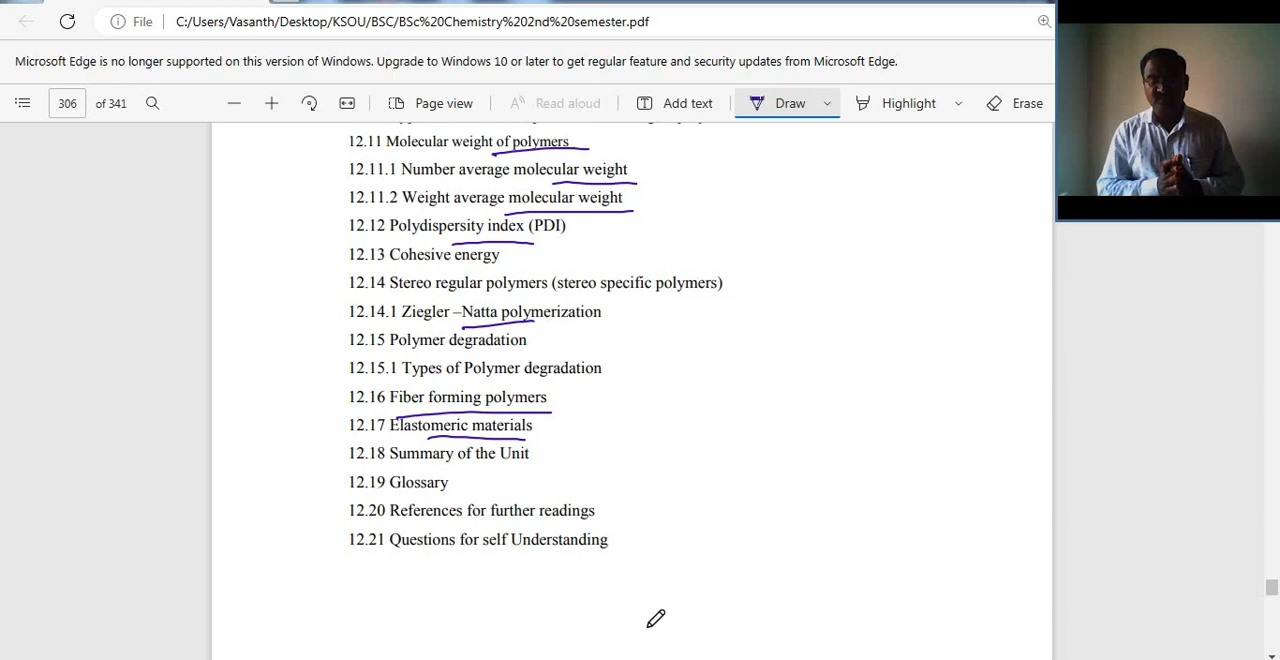 File C:/Users/Vasanth/Desktop/KSOU/BSC/BSc%20Chemistry%202nd%20semester.pdf
Microsoft Edge is no longer supported on this version of Windows. Upgrade to Windows 10 or later to get regular feature and security updates from Microsoft Edge.
306 of 341 Page view Read aloud Add text Draw Highlight Erase
12.11 Molecular weight of polymers
12.11.1 Number average molecular weight
12.11.2 Weight average molecular weight
12.12 Polydispersity index (PDI)
12.13 Cohesive energy
12.14 Stereo regular polymers (stereo specific polymers)
12.14.1 Ziegler –Natta polymerization
12.15 Polymer degradation
12.15.1 Types of Polymer degradation
12.16 Fiber forming polymers
12.17 Elastomeric materials
12.18 Summary of the Unit
12.19 Glossary
12.20 References for further readings
12.21 Questions for self Understanding